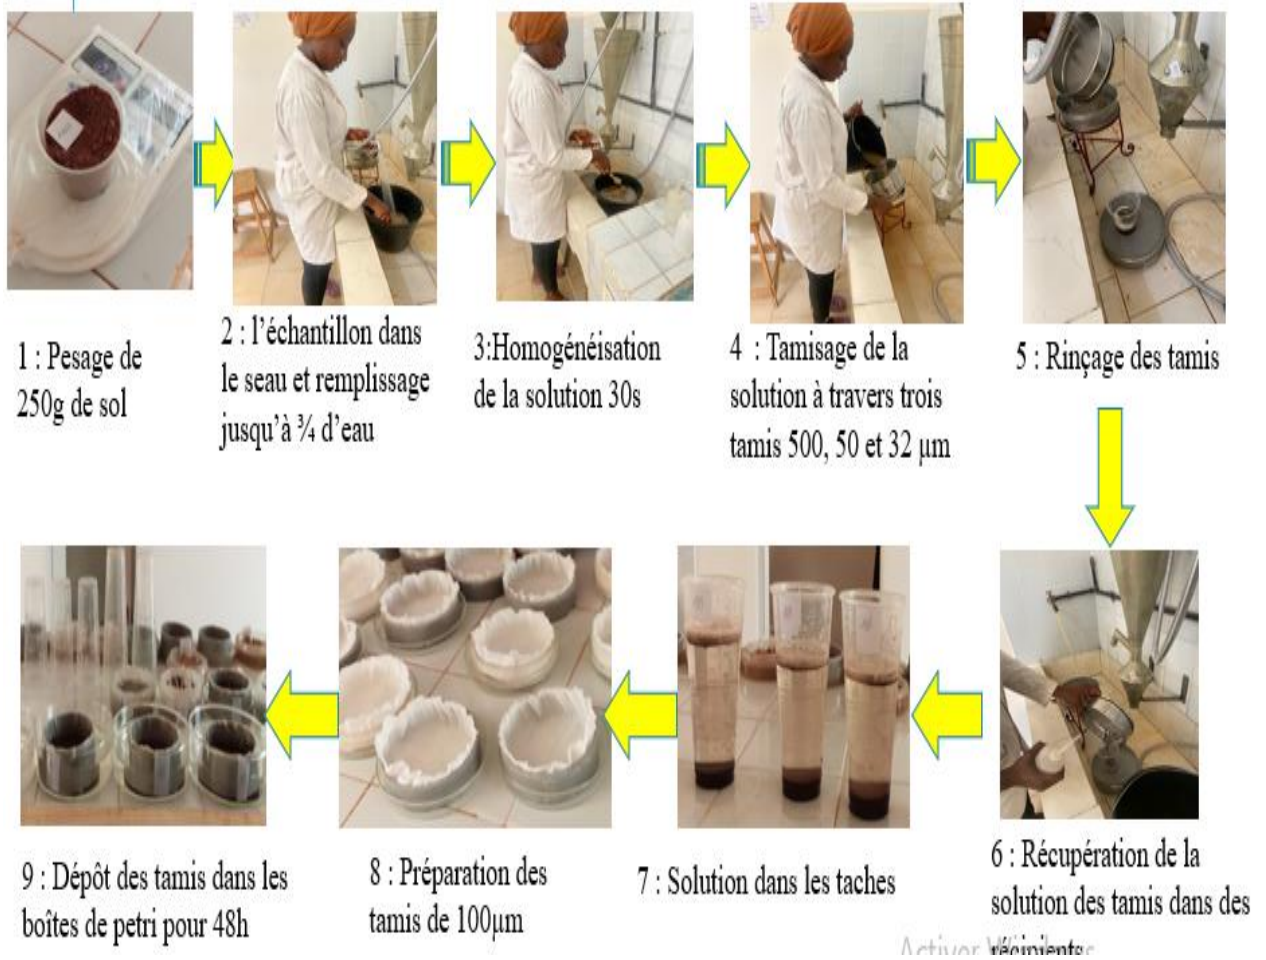 1 : Pesage de
250g de sol
2 : l’échantillon dans
le seau et remplissage
jusqu’à ¾ d’eau
3:Homogénéisation
de la solution 30s
4 : Tamisage de la
solution à travers trois
tamis 500, 50 et 32 µm
5 : Rinçage des tamis
6 : Récupération de la
solution des tamis dans des
récipients
7 : Solution dans les taches
8 : Préparation des
tamis de 100µm
9 : Dépôt des tamis dans les
boîtes de petri pour 48h
Activer Windows